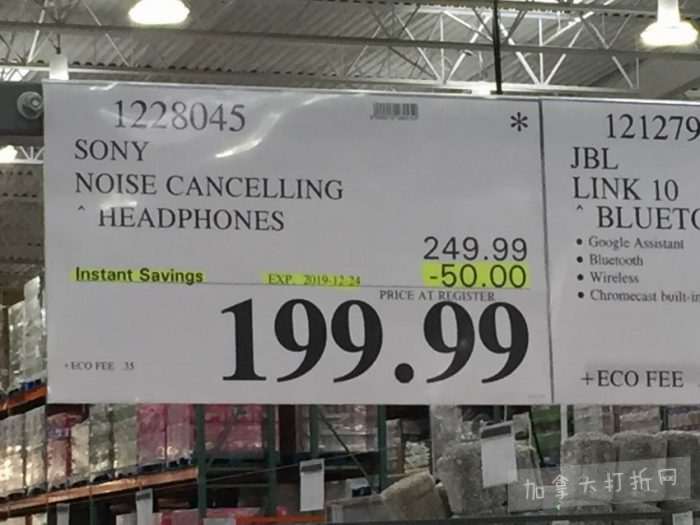 1228045
*
SONY
NOISE CANCELLING
^ HEADPHONES
249.99
Instant Savings EXP. 2019-12-24 -50.00
PRICE AT REGISTER
199.99
+ECO FEE .35
121279
JBL
LINK 10
^ BLUETO
• Google Assistant
• Bluetooth
• Wireless
• Chromecast built-in
+ECO FEE
加拿大打折网